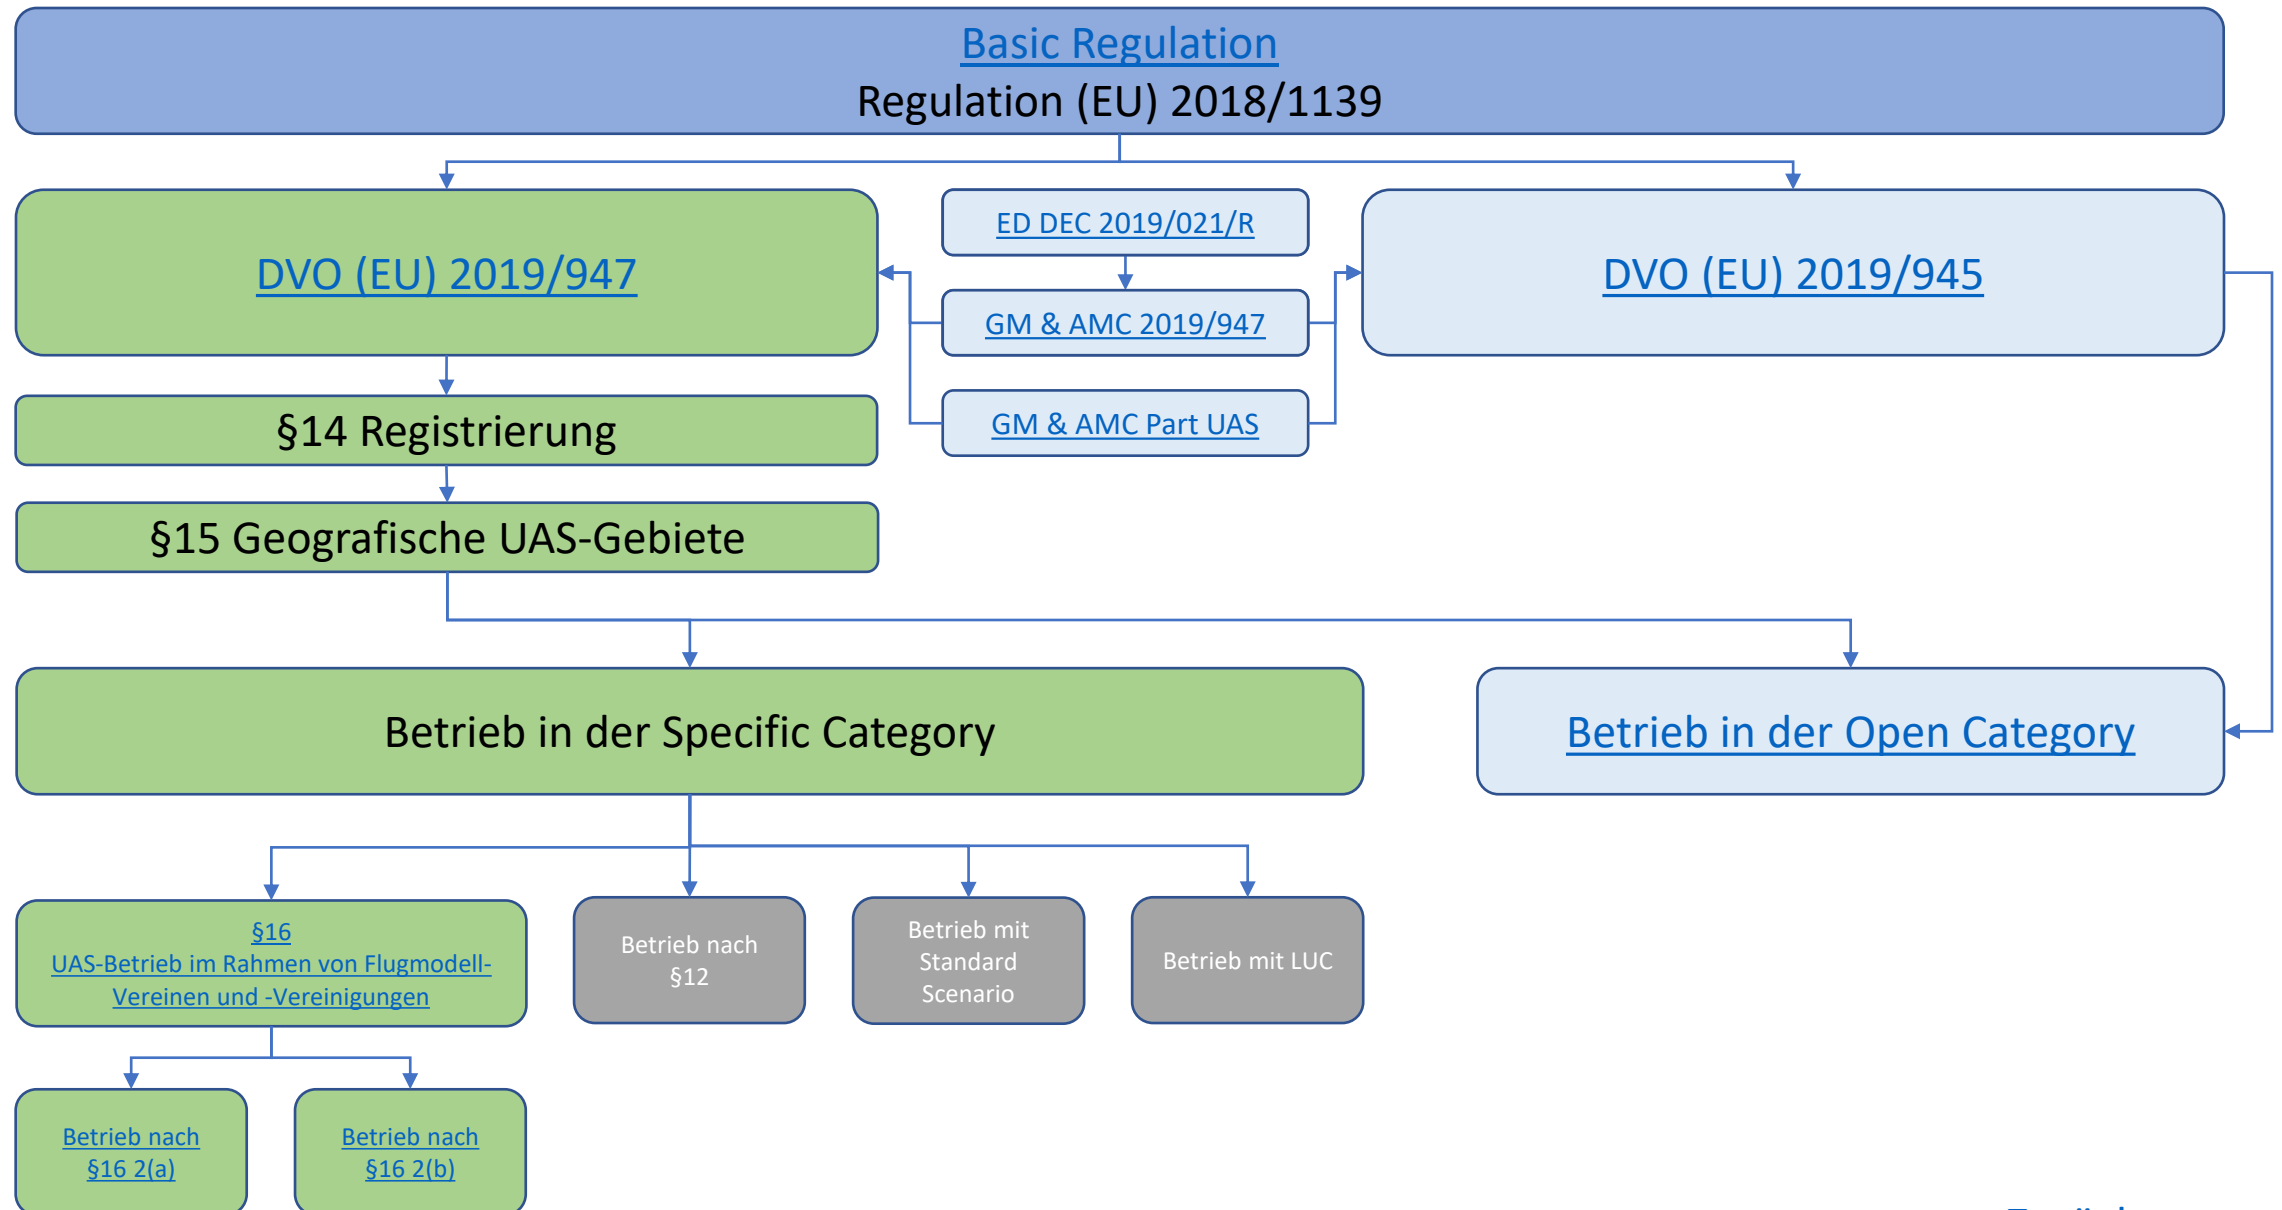 Basic Regulation
Regulation (EU) 2018/1139
DVO (EU) 2019/947
ED DEC 2019/021/R
GM & AMC 2019/947
GM & AMC Part UAS
DVO (EU) 2019/945
§14 Registrierung
§15 Geografische UAS-Gebiete
Betrieb in der Specific Category
Betrieb in der Open Category
§16
UAS-Betrieb im Rahmen von Flugmodell-
Vereinen und -Vereinigungen
Betrieb nach
§12
Betrieb mit
Standard
Scenario
Betrieb mit LUC
Betrieb nach
§16 2(a)
Betrieb nach
§16 2(b)